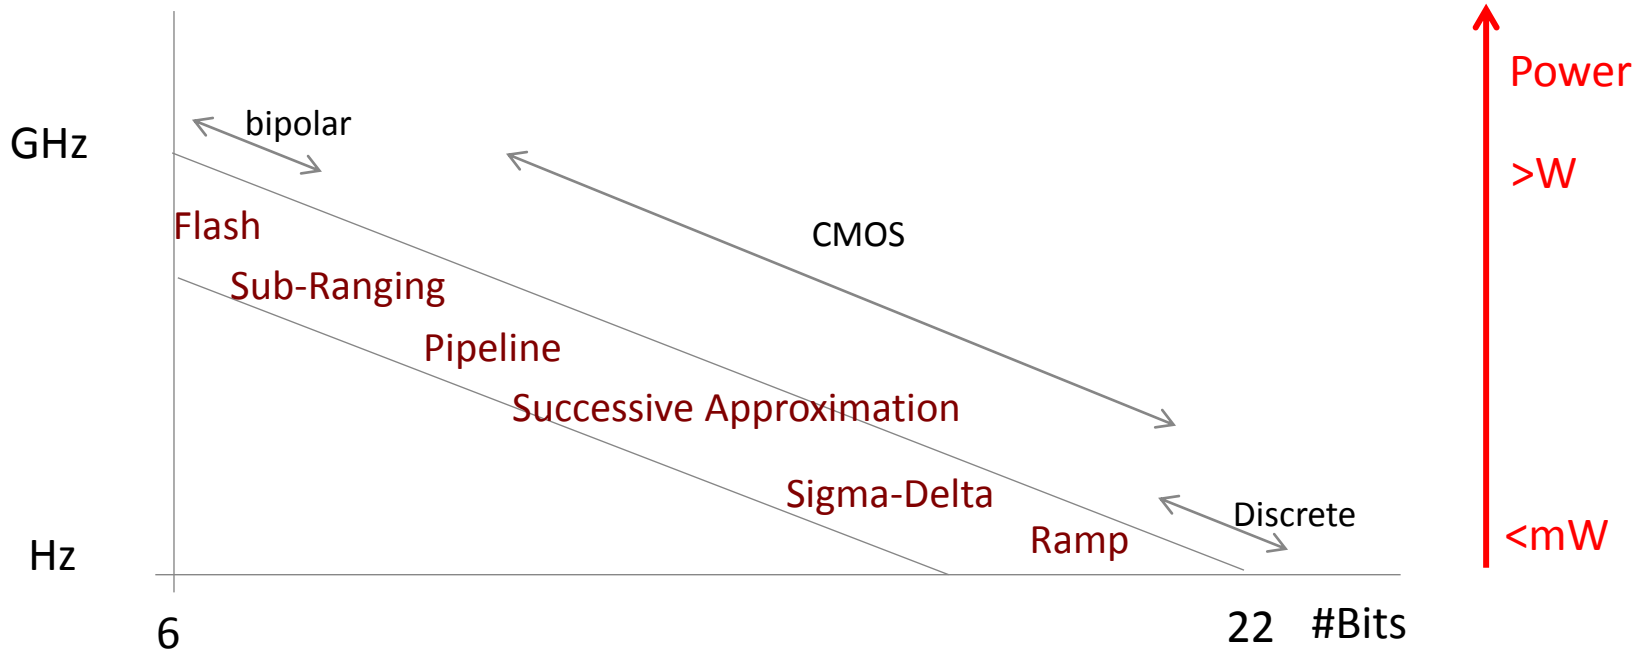 Power
bipolar
GHz
>W
Flash
CMOS
Sub-Ranging
Pipeline
Successive Approximation
Sigma-Delta
Discrete
Ramp
<mW
Hz
6
22
#Bits